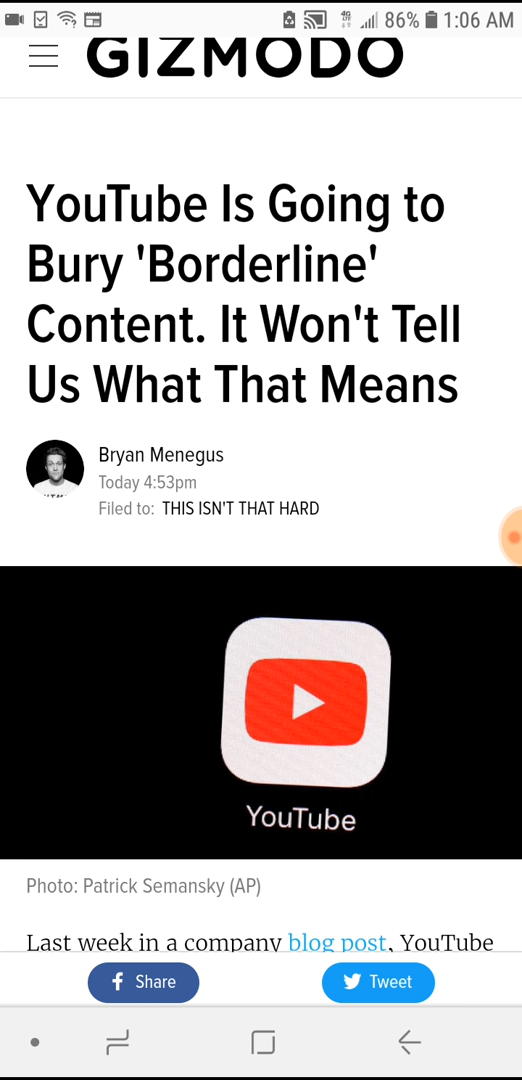 86% 1:06 AM
GIZMODO
YouTube Is Going to
Bury 'Borderline'
Content. It Won't Tell
Us What That Means
Bryan Menegus
Today 4:53pm
Filed to: THIS ISN'T THAT HARD
YouTube
Photo: Patrick Semansky (AP)
Last week in a company blog post, YouTube
Share
Tweet